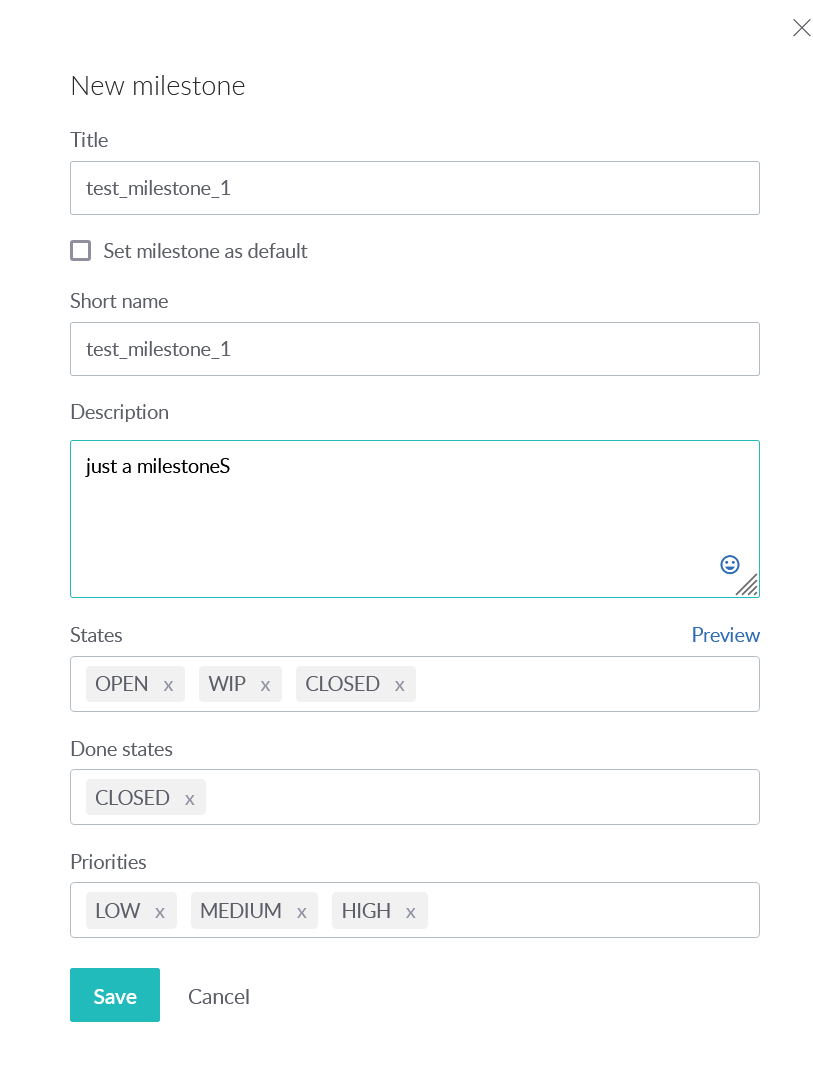 New milestone
Title
test_milestone_1
Set milestone as default
Short name
test_milestone_1
Description
just a milestoneS
States Preview
OPEN x WIP x CLOSED x
Done states
CLOSED x
Priorities
LOW x MEDIUM x HIGH x
Save Cancel